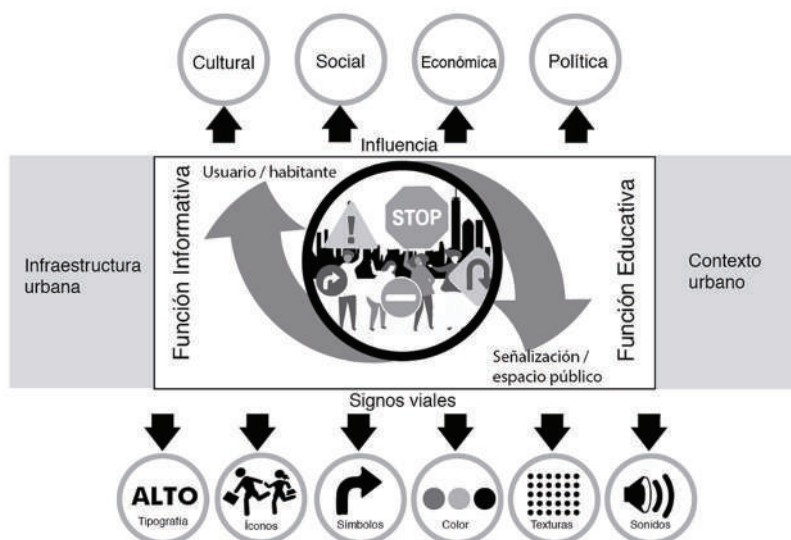 Cultural
Social
Económica
Política
Influencia
Usuario / habitante
STOP
Función Informativa
Función Educativa
Infraestructura
urbana
Contexto
urbano
Señalización /
espacio público
Signos viales
ALTO
Tipografía
Íconos
Símbolos
Color
Texturas
Sonidos